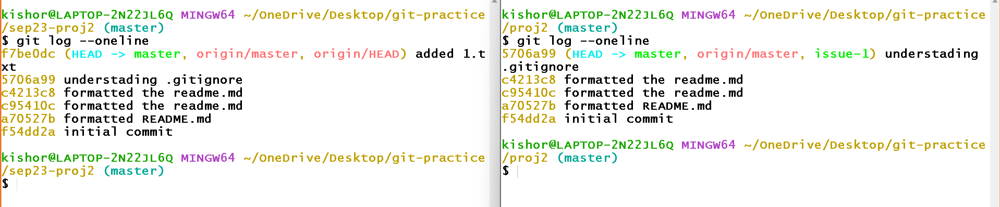 kishor@LAPTOP-2N22JL6Q MINGW64 ~/OneDrive/Desktop/git-practice
/sep23-proj2 (master)
$ git log --oneline
f7be0dc (HEAD -> master, origin/master, origin/HEAD) added 1.t
xt
5706a99 understading .gitignore
c4213c8 formatted the readme.md
c95410c formatted the readme.md
a70527b formatted README.md
f54dd2a initial commit
kishor@LAPTOP-2N22JL6Q MINGW64 ~/OneDrive/Desktop/git-practice
/sep23-proj2 (master)
$
kishor@LAPTOP-2N22JL6Q MINGW64 ~/OneDrive/Desktop/git-practice
/proj2 (master)
$ git log --oneline
5706a99 (HEAD -> master, origin/master, issue-1) understading
.gitignore
c4213c8 formatted the readme.md
c95410c formatted the readme.md
a70527b formatted README.md
f54dd2a initial commit
kishor@LAPTOP-2N22JL6Q MINGW64 ~/OneDrive/Desktop/git-practice
/proj2 (master)
$